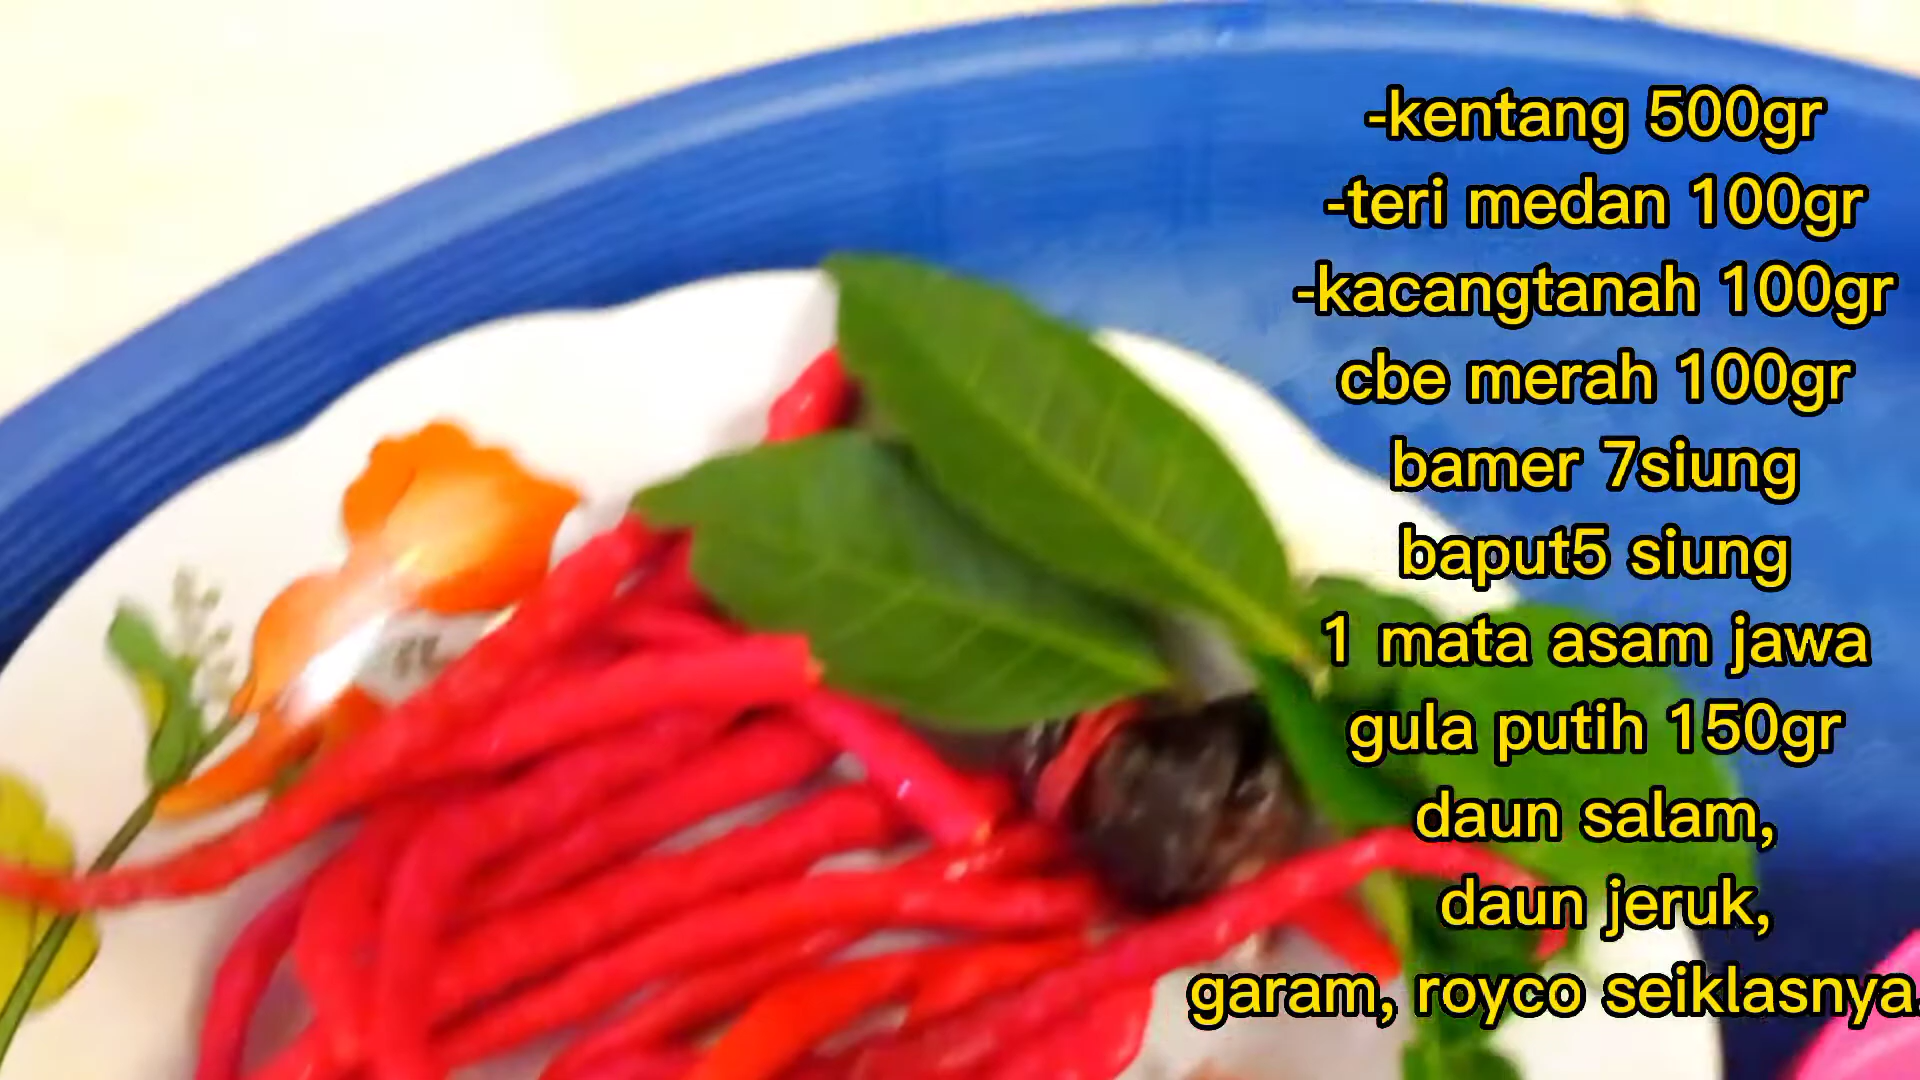 -kentang 500gr
-teri medan 100gr
-kacangtanah 100gr
cbe merah 100gr
bamer 7siung
baput5 siung
1 mata asam jawa
gula putih 150gr
daun salam,
daun jeruk,
garam, royco seiklasnya.